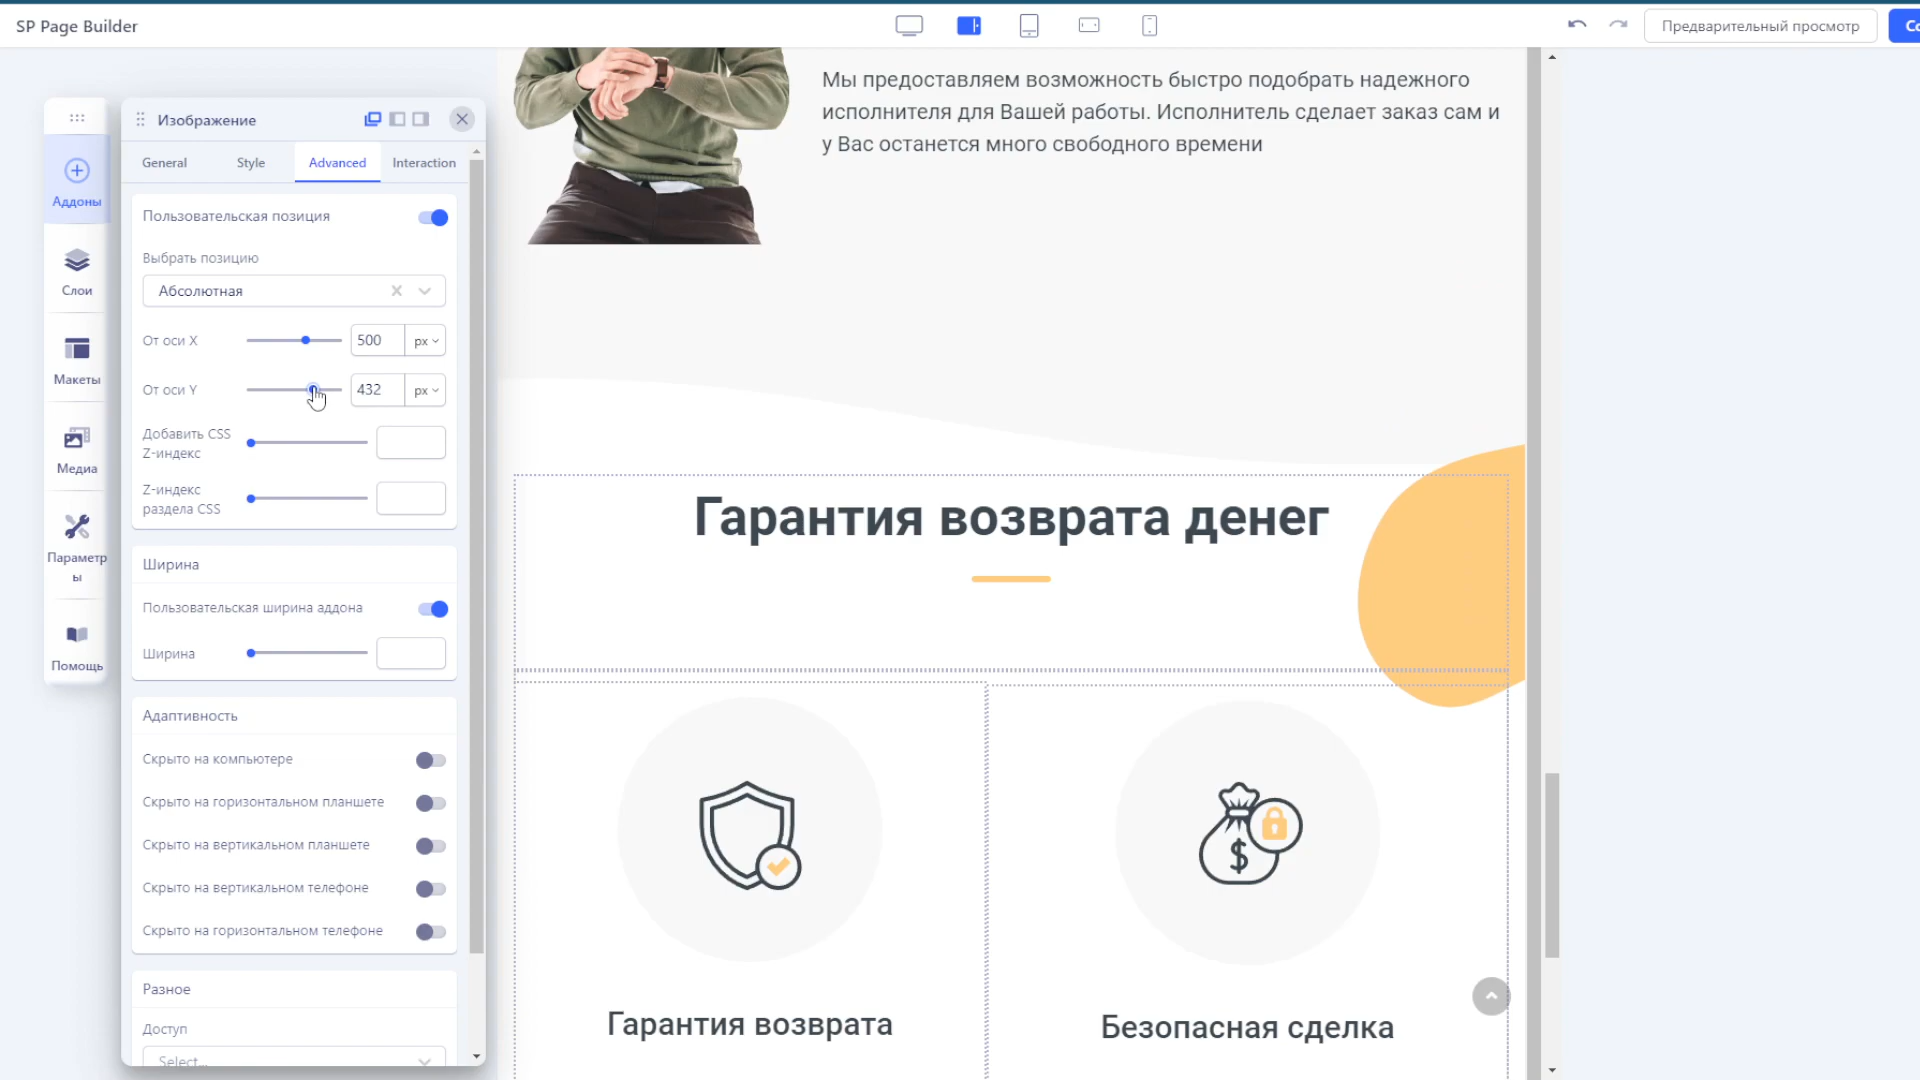 SP Page Builder
Предварительный просмотр
Со
Изображение
General
Style
Advanced
Interaction
Аддоны
Слои
Макеты
Медиа
Параметр
ы
Помощь
Пользовательская позиция
Выбрать позицию
Абсолютная
От оси X
500
px
От оси Y
432
px
Добавить CSS
Z-индекс
Z-индекс
раздела CSS
Ширина
Пользовательская ширина аддона
Ширина
Адаптивность
Скрыто на компьютере
Скрыто на горизонтальном планшете
Скрыто на вертикальном планшете
Скрыто на вертикальном телефоне
Скрыто на горизонтальном телефоне
Разное
Доступ
Select...
Мы предоставляем возможность быстро подобрать надежного
исполнителя для Вашей работы. Исполнитель сделает заказ сам и
у Вас останется много свободного времени
Гарантия возврата денег
$
Гарантия возврата
Безопасная сделка